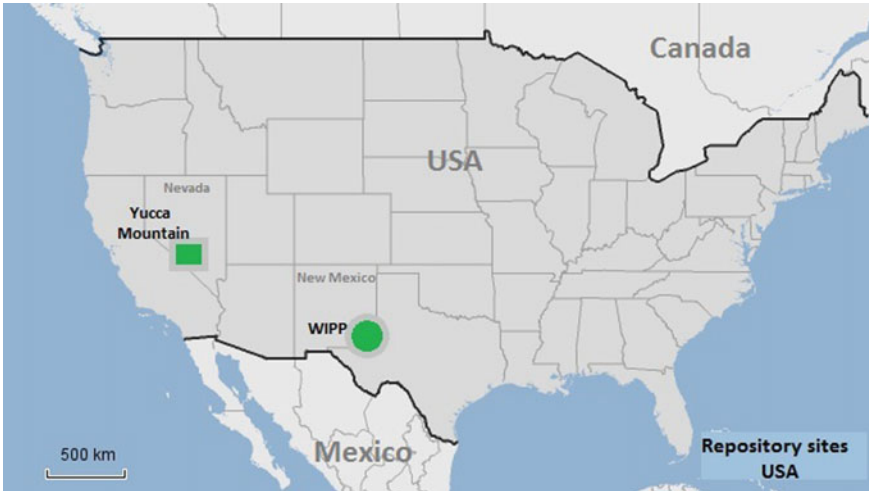 Canada
USA
Nevada
Yucca
Mountain
New Mexico
WIPP
Mexico
500 km
Repository sites
USA